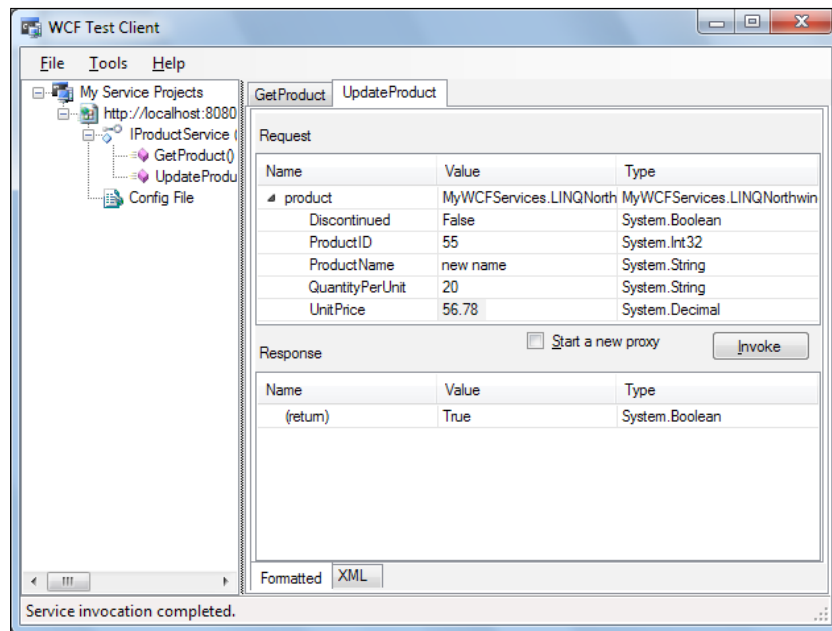 WCF Test Client
File Tools Help
My Service Projects
http://localhost:8080
IProductService (
GetProduct()
UpdateProdu
Config File
GetProduct UpdateProduct
Request
Name Value Type
product MyWCFServices.LINQNorth MyWCFServices.LINQNorthwin
Discontinued False System.Boolean
ProductID 55 System.Int32
ProductName new name System.String
QuantityPerUnit 20 System.String
UnitPrice 56.78 System.Decimal
Start a new proxy Invoke
Response
Name Value Type
(return) True System.Boolean
Formatted XML
Service invocation completed.